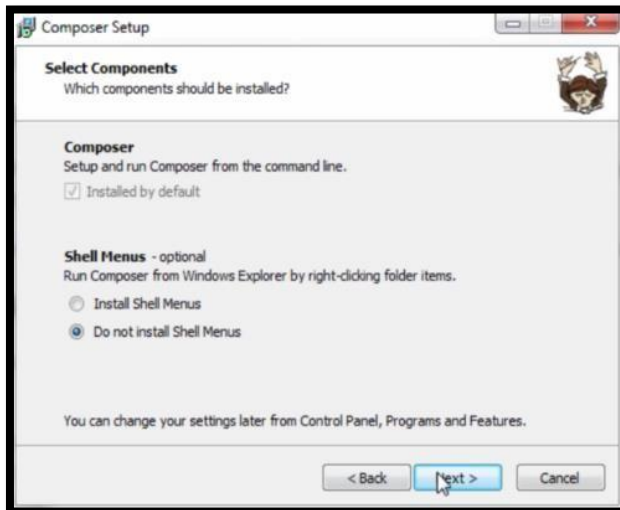 Composer Setup
Select Components
Which components should be installed?
Composer
Setup and run Composer from the command line.
Installed by default
Shell Menus - optional
Run Composer from Windows Explorer by right-clicking folder items.
Install Shell Menus
Do not install Shell Menus
You can change your settings later from Control Panel, Programs and Features.
< Back Next > Cancel